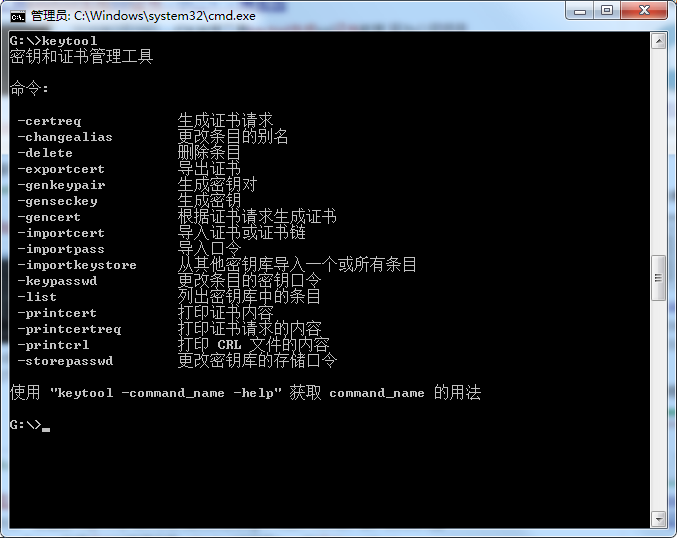 管理员: C:\Windows\system32\cmd.exe
G:\>keytool
密钥和证书管理工具
命令:
-certreq 生成证书请求
-changealias 更改条目的别名
-delete 删除条目
-exportcert 导出证书
-genkeypair 生成密钥对
-genseckey 生成密钥
-gencert 根据证书请求生成证书
-importcert 导入证书或证书链
-importpass 导入口令
-importkeystore 从其他密钥库导入一个或所有条目
-keypasswd 更改条目的密钥口令
-list 列出密钥库中的条目
-printcert 打印证书内容
-printcertreq 打印证书请求的内容
-printcrl 打印 CRL 文件的内容
-storepasswd 更改密钥库的存储口令
使用 "keytool -command_name -help" 获取 command_name 的用法
G:\>